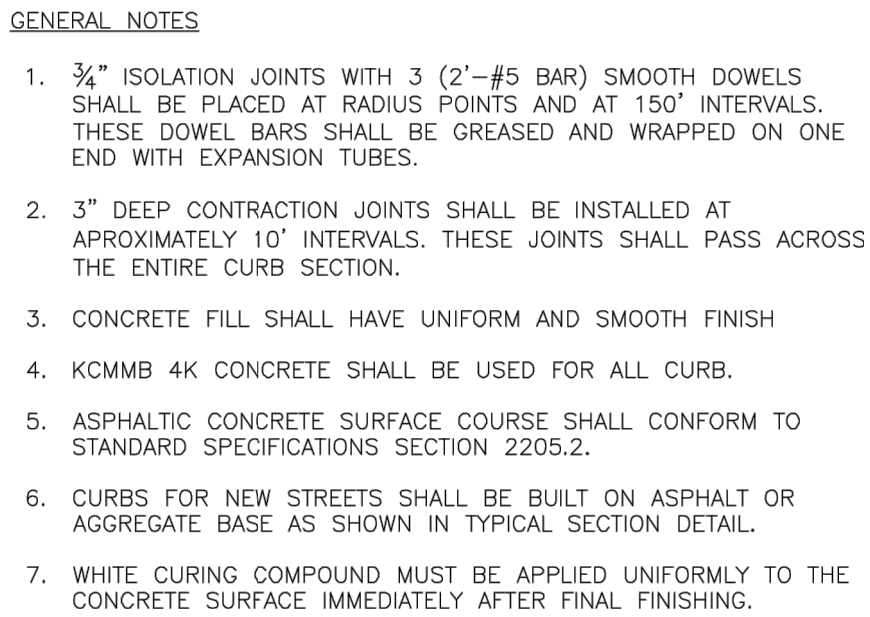 GENERAL NOTES
1. ¾" ISOLATION JOINTS WITH 3 (2'-#5 BAR) SMOOTH DOWELS
SHALL BE PLACED AT RADIUS POINTS AND AT 150' INTERVALS.
THESE DOWEL BARS SHALL BE GREASED AND WRAPPED ON ONE
END WITH EXPANSION TUBES.
2. 3" DEEP CONTRACTION JOINTS SHALL BE INSTALLED AT
APROXIMATELY 10' INTERVALS. THESE JOINTS SHALL PASS ACROSS
THE ENTIRE CURB SECTION.
3. CONCRETE FILL SHALL HAVE UNIFORM AND SMOOTH FINISH
4. KCMMB 4K CONCRETE SHALL BE USED FOR ALL CURB.
5. ASPHALTIC CONCRETE SURFACE COURSE SHALL CONFORM TO
STANDARD SPECIFICATIONS SECTION 2205.2.
6. CURBS FOR NEW STREETS SHALL BE BUILT ON ASPHALT OR
AGGREGATE BASE AS SHOWN IN TYPICAL SECTION DETAIL.
7. WHITE CURING COMPOUND MUST BE APPLIED UNIFORMLY TO THE
CONCRETE SURFACE IMMEDIATELY AFTER FINAL FINISHING.